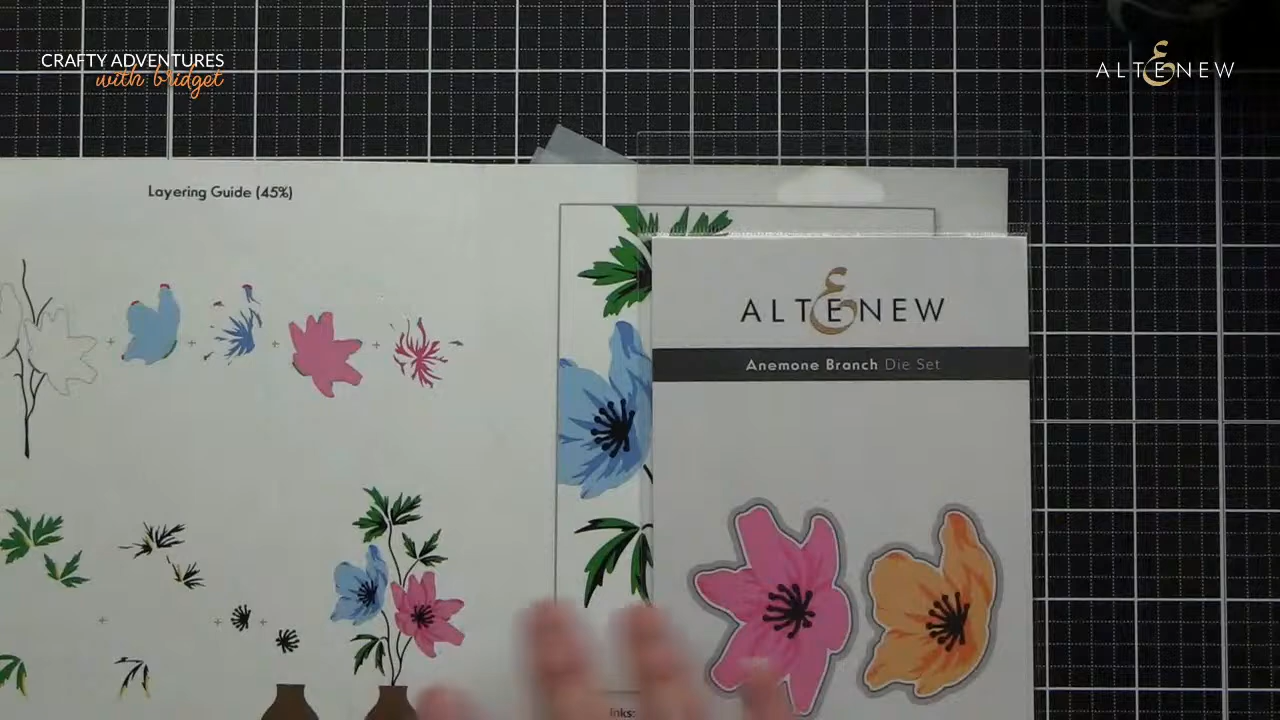 CRAFTY ADVENTURES
with bridget
ALTENEW
Layering Guide (45%)
ALTENEW
Anemone Branch Die Set
Inks: